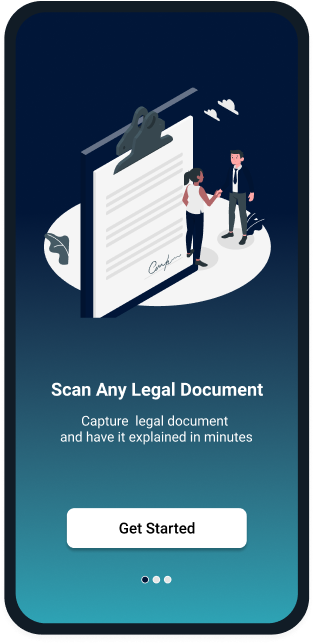 Scan Any Legal Document
Capture  legal document
and have it explained in minutes
Get Started